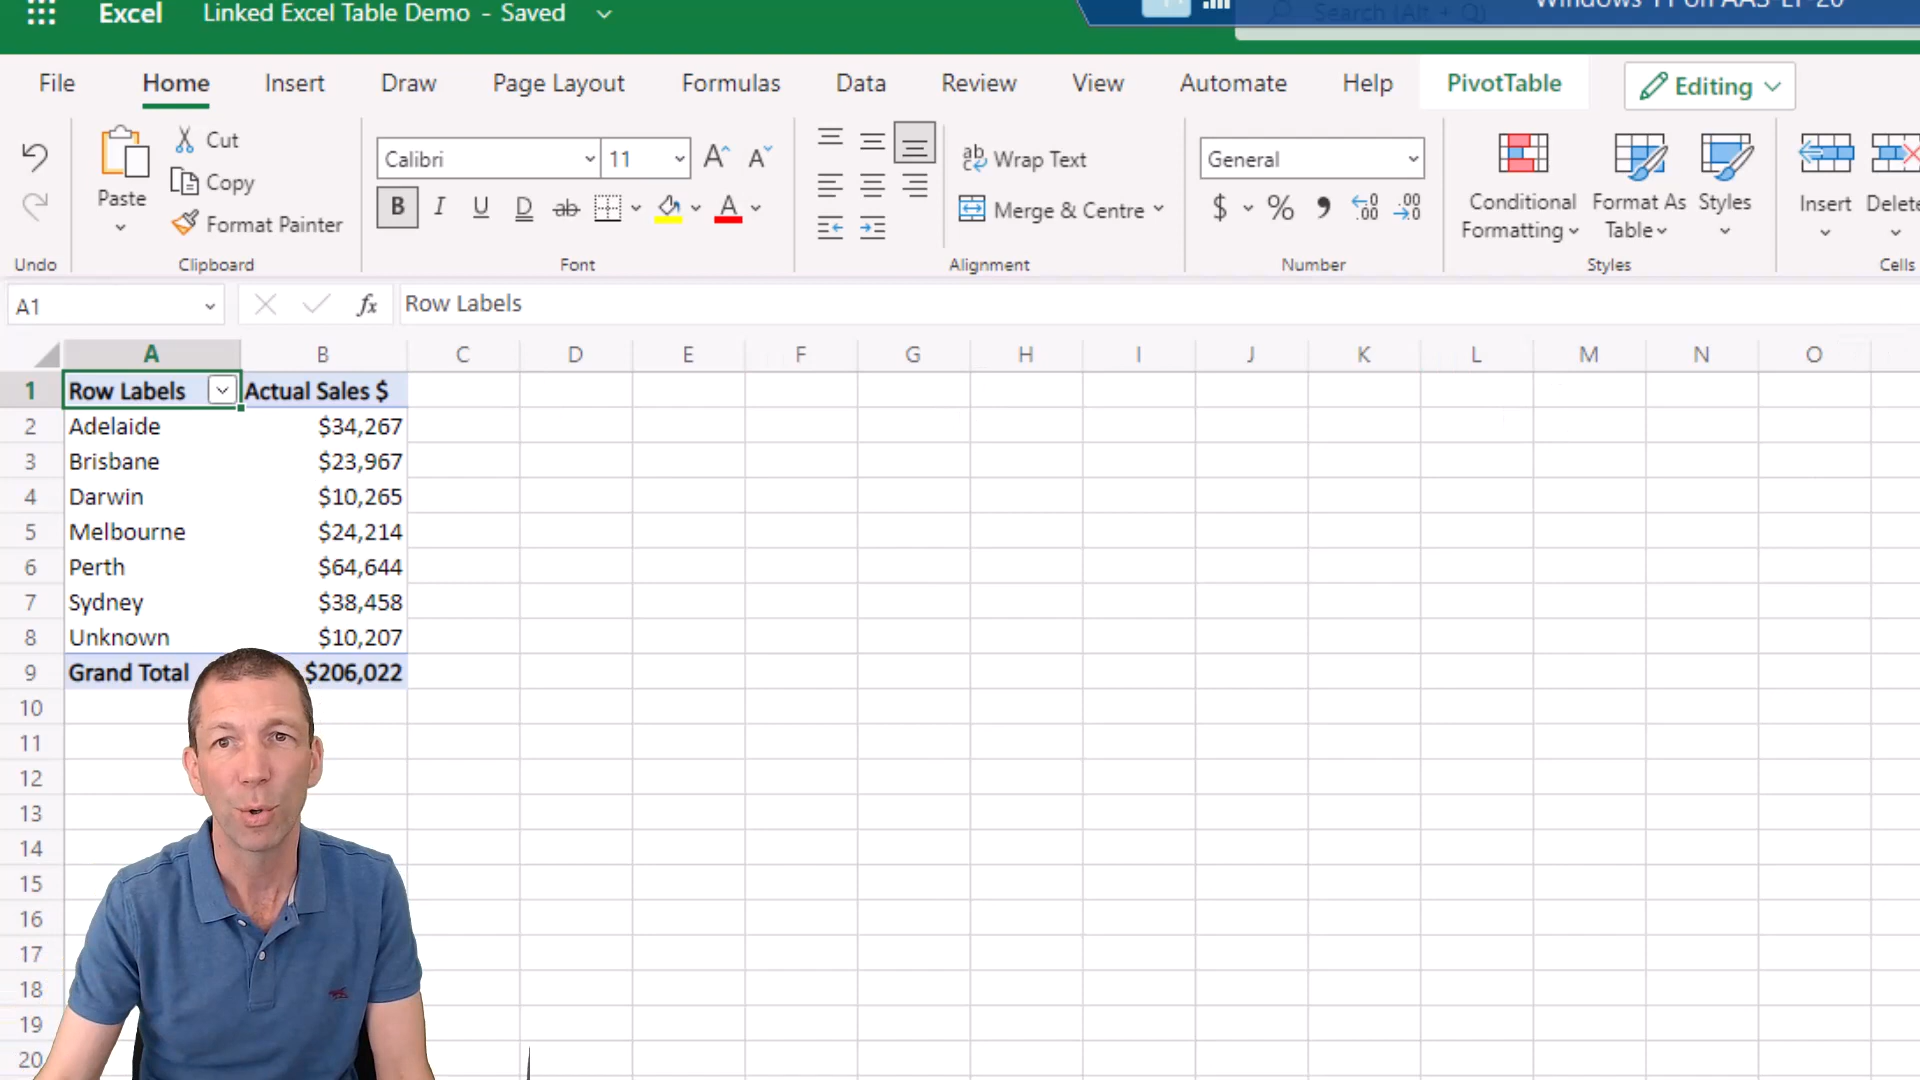 Excel Linked Excel Table Demo - Saved
Search (Alt + Q)
File Home Insert Draw Page Layout Formulas Data Review View Automate Help PivotTable Editing
Paste
Cut
Copy
Format Painter
Calibri 11
B I U D ab
Wrap Text
Merge & Centre
General
$ % , .00
Conditional Formatting
Format As Table
Styles
Insert
Delete
Undo Clipboard Font Alignment Number Styles Cells
A1 fx Row Labels
A B C D E F G H I J K L M N O
1 Row Labels Actual Sales $
2 Adelaide $34,267
3 Brisbane $23,967
4 Darwin $10,265
5 Melbourne $24,214
6 Perth $64,644
7 Sydney $38,458
8 Unknown $10,207
9 Grand Total $206,022
10
11
12
13
14
15
16
17
18
19
20